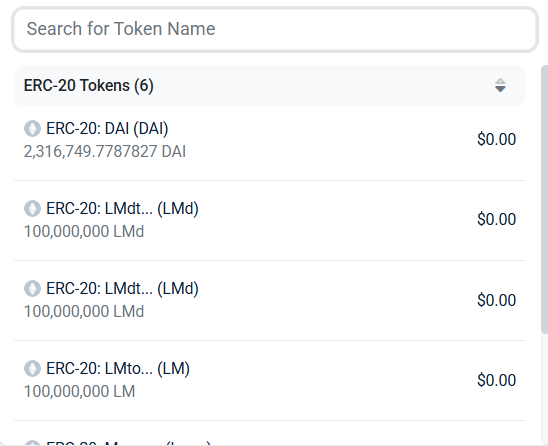 Search for Token Name
ERC-20 Tokens (6)
ERC-20: DAI (DAI)
2,316,749.7787827 DAI
$0.00
ERC-20: LMdt... (LMd)
100,000,000 LMd
$0.00
ERC-20: LMdt... (LMd)
100,000,000 LMd
$0.00
ERC-20: LMto... (LM)
100,000,000 LM
$0.00